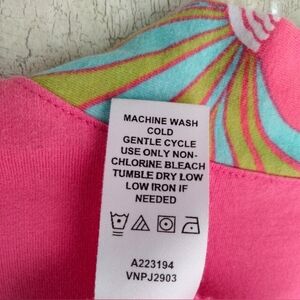 MACHINE WASH
COLD
GENTLE CYCLE
USE ONLY NON-
CHLORINE BLEACH
TUMBLE DRY LOW
LOW IRON IF
NEEDED
A223194
VNPJ2903